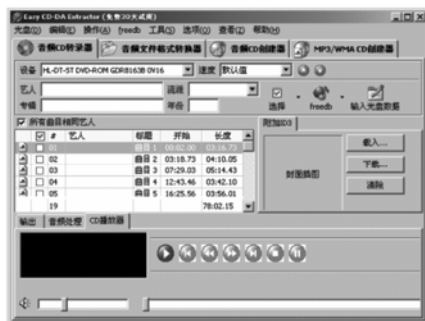 Easy CD-DA Extractor (免费30天试用)
光盘(D) 编辑(E) 操作(A) freedb 工具(S) 选项(O) 查看(Z) 帮助(H)
音频CD转录器 音频文件格式转换器 音频CD创建器 MP3/WMA CD创建器
设备 HL-DT-ST DVD-ROM GDR8163B 0V16 速度 默认值
艺人 流派
专辑 年份
选择 freedb 输入光盘数据
所有曲目相同艺人 附加ID3
# 艺人 标题 开始 长度
01 曲目 1 00:02.00 03:16.73
02 曲目 2 03:18.73 04:10.05
03 曲目 3 07:29.03 05:14.43
04 曲目 4 12:43.46 03:42.10
05 曲目 5 16:25.56 03:56.01
19 78:02.15
封面插图
载入...
下载...
清除
输出 音频处理 CD播放器